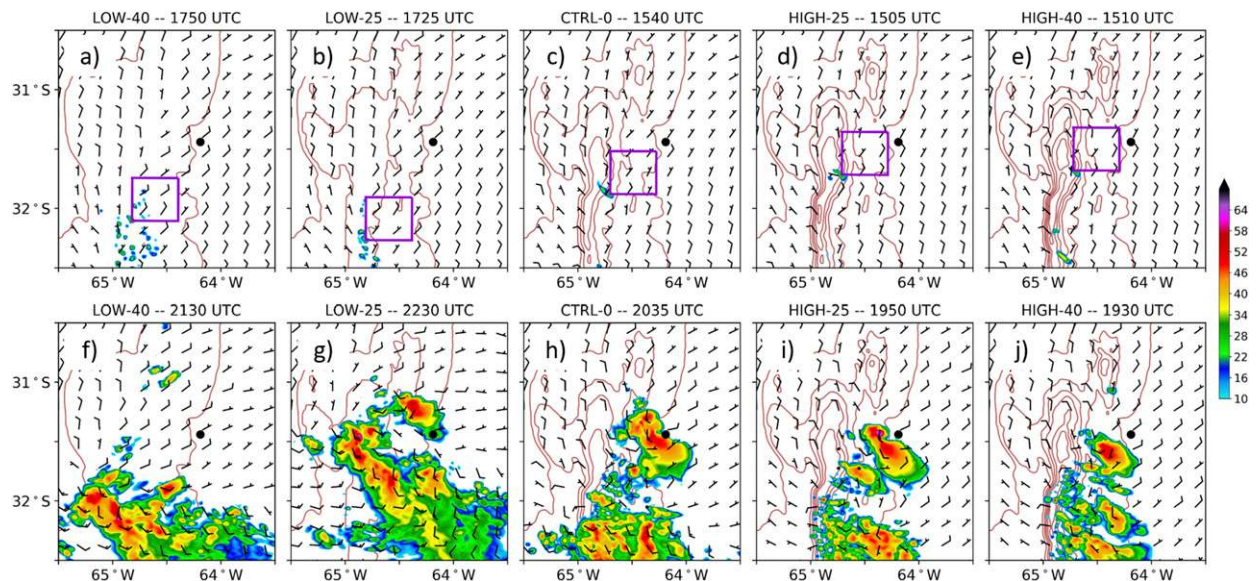 LOW-40 -- 1750 UTC
LOW-25 -- 1725 UTC
CTRL-0 -- 1540 UTC
HIGH-25 -- 1505 UTC
HIGH-40 -- 1510 UTC
a)
b)
c)
d)
e)
31°S
32°S
65°W
64°W
65°W
64°W
65°W
64°W
65°W
64°W
65°W
64°W
LOW-40 -- 2130 UTC
LOW-25 -- 2230 UTC
CTRL-0 -- 2035 UTC
HIGH-25 -- 1950 UTC
HIGH-40 -- 1930 UTC
f)
g)
h)
i)
j)
31°S
32°S
65°W
64°W
65°W
64°W
65°W
64°W
65°W
64°W
65°W
64°W
64
58
52
46
40
34
28
22
16
10